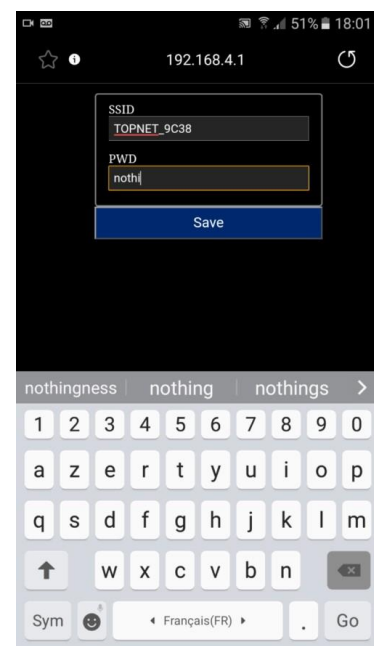 51% 18:01
192.168.4.1
SSID
TOPNET_9C38
PWD
nothi
Save
nothingness nothing nothings >
1 2 3 4 5 6 7 8 9 0
a z e r t y u i o p
q s d f g h j k l m
w x c v b n
Sym Français(FR) . Go